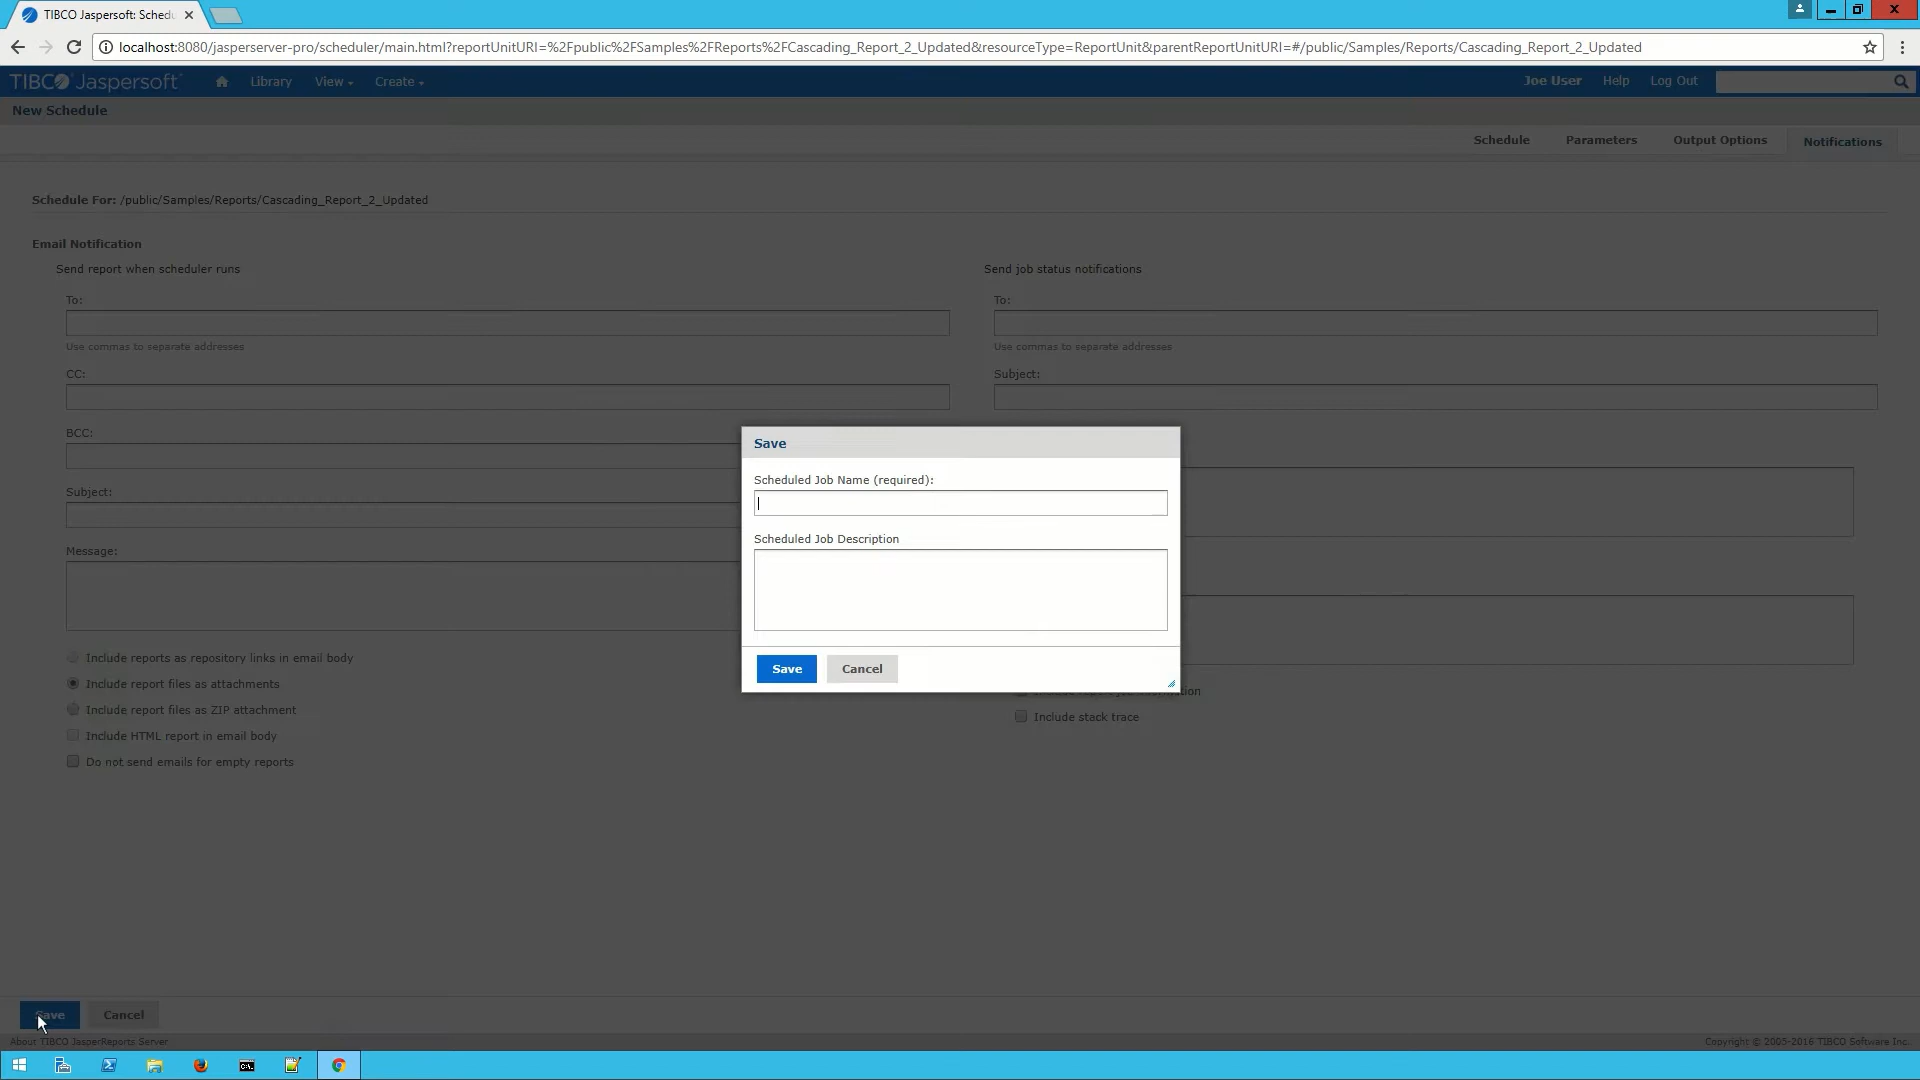 TIBCO Jaspersoft: Schedu
localhost:8080/jasperserver-pro/scheduler/main.html?reportUnitURI=%2Fpublic%2FSamples%2FReports%2FCascading_Report_2_Updated&resourceType=ReportUnit&parentReportUnitURI=#/public/Samples/Reports/Cascading_Report_2_Updated
TIBCO Jaspersoft Library View Create Joe User Help Log Out
New Schedule
Schedule Parameters Output Options Notifications
Schedule For: /public/Samples/Reports/Cascading_Report_2_Updated
Email Notification
Send report when scheduler runs Send job status notifications
To: To:
Use commas to separate addresses Use commas to separate addresses
CC: Subject:
BCC:
Save
Scheduled Job Name (required):
Subject:
Scheduled Job Description
Message:
Include reports as repository links in email body
Save Cancel
Include report files as attachments
Include report files as ZIP attachment
Include stack trace
Include HTML report in email body
Do not send emails for empty reports
Save Cancel
About TIBCO JasperReports Server Copyright © 2005-2016 TIBCO Software Inc.